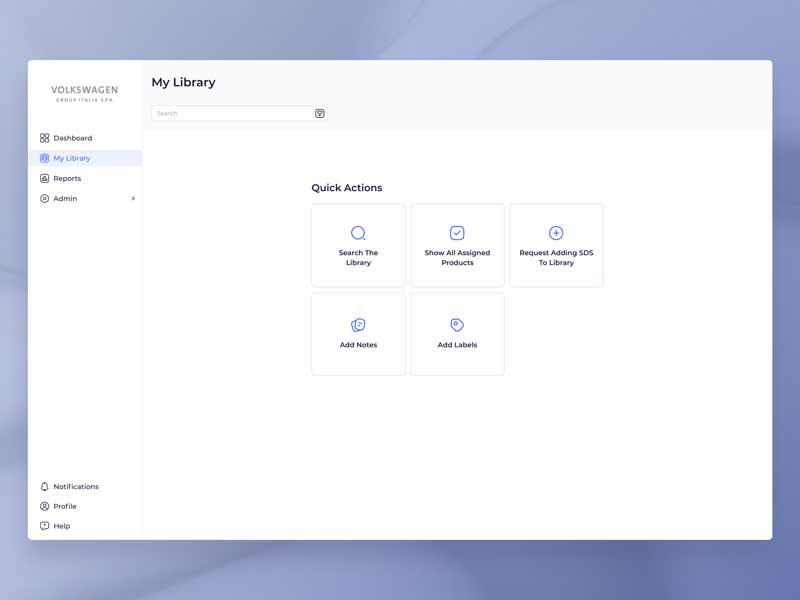 VOLKSWAGEN
GROUP ITALIA S.P.A.
Dashboard
My Library
Reports
Admin
Notifications
Profile
Help
My Library
Search
Quick Actions
Search The
Library
Show All Assigned
Products
Request Adding SDS
To Library
Add Notes
Add Labels